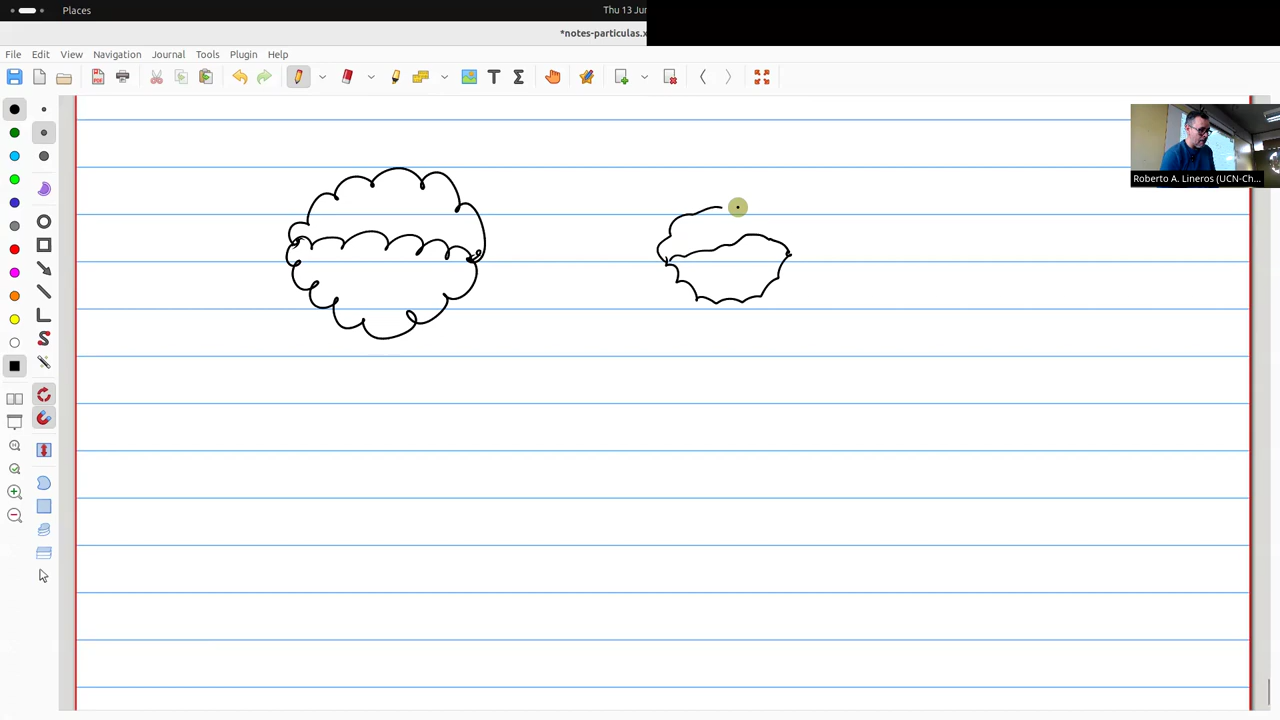 Places
Thu 13 Jun
*notes-particulas.x
File Edit View Navigation Journal Tools Plugin Help
Roberto A. Lineros (UCN-Ch...